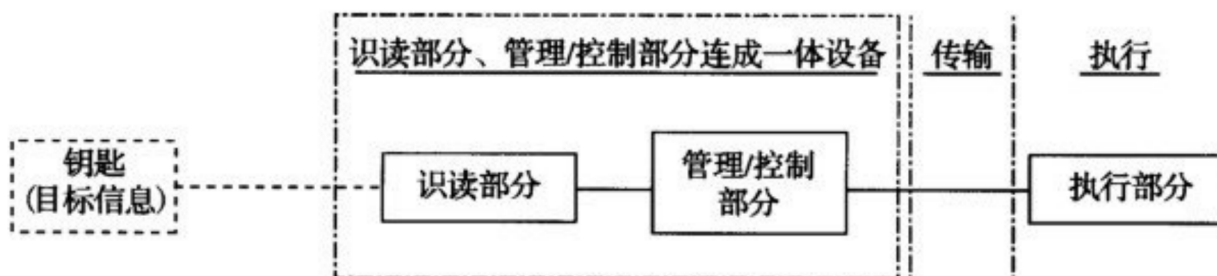 识读部分、管理/控制部分连成一体设备
传输
执行
钥匙
(目标信息)
识读部分
管理/控制
部分
执行部分